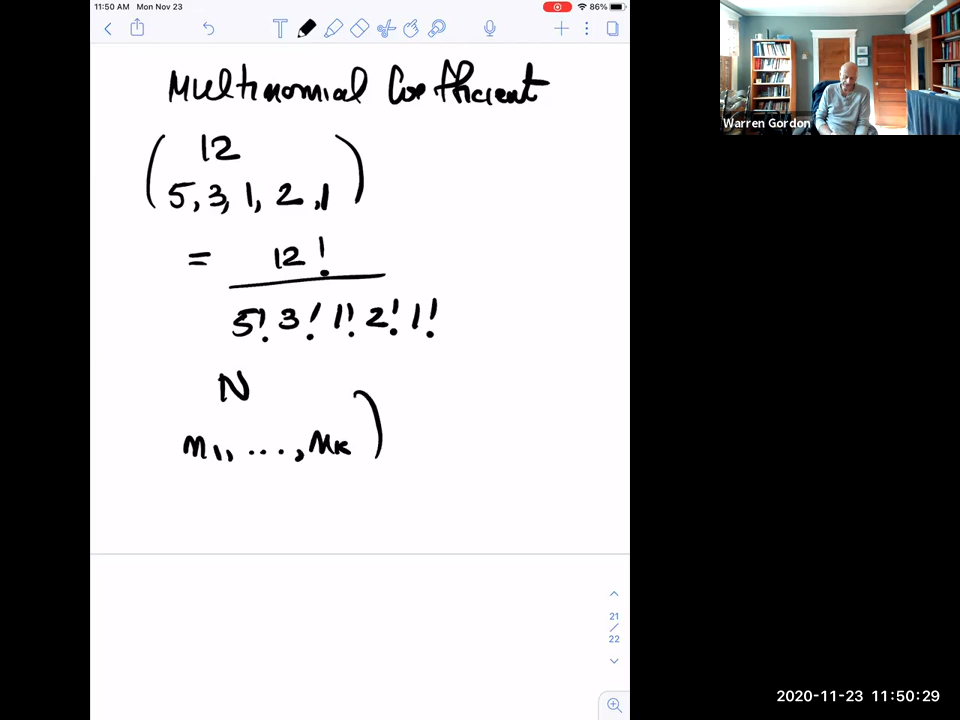 11:50 AM Mon Nov 23
86%
Multinomial Coefficient
( 12 )
5, 3, 1, 2, 1
= 12!
5! 3! 1! 2! 1!
N
n1, ..., nk )
21
/
22
Warren Gordon
2020-11-23 11:50:29